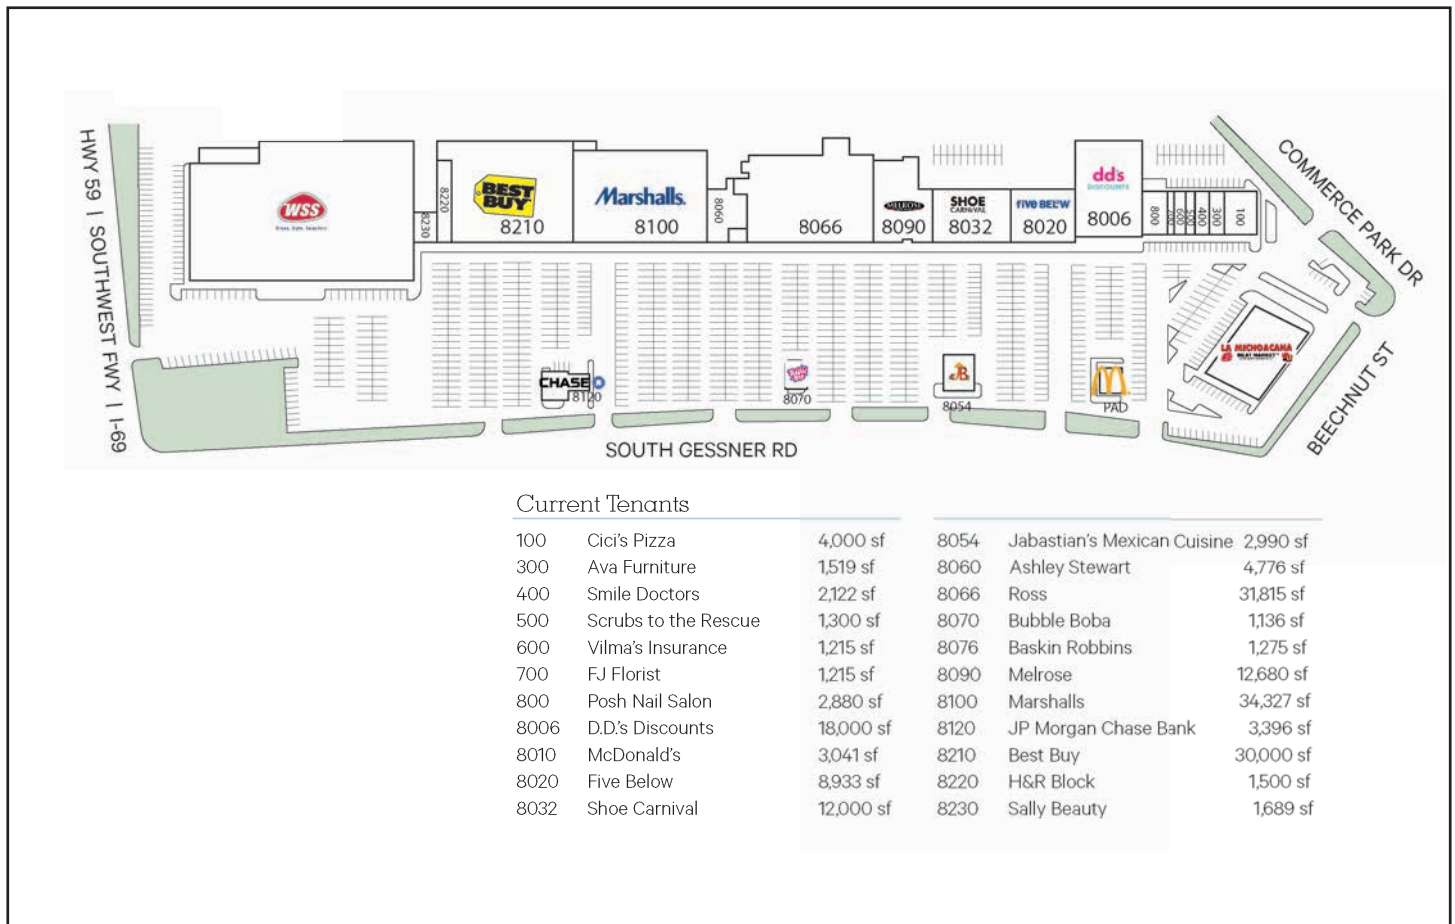 HWY 59 | SOUTHWEST FWY | I-69
COMMERCE PARK DR
BEECHNUT ST
SOUTH GESSNER RD
WSS
8230
8220
BEST
BUY
8210
Marshalls.
8100
8060
8066
MELROSE
8090
SHOE
CARNIVAL
8032
five BEL°W
8020
dd's
DISCOUNTS
8006
800
700
600
500
400
300
100
CHASE
8120
8070
JB
8054
M
PAD
LA MICHOACANA
MEAT MARKET
Current Tenants
100 Cici's Pizza 4,000 sf
300 Ava Furniture 1,519 sf
400 Smile Doctors 2,122 sf
500 Scrubs to the Rescue 1,300 sf
600 Vilma's Insurance 1,215 sf
700 FJ Florist 1,215 sf
800 Posh Nail Salon 2,880 sf
8006 D.D.'s Discounts 18,000 sf
8010 McDonald's 3,041 sf
8020 Five Below 8,933 sf
8032 Shoe Carnival 12,000 sf
8054 Jabastian's Mexican Cuisine 2,990 sf
8060 Ashley Stewart 4,776 sf
8066 Ross 31,815 sf
8070 Bubble Boba 1,136 sf
8076 Baskin Robbins 1,275 sf
8090 Melrose 12,680 sf
8100 Marshalls 34,327 sf
8120 JP Morgan Chase Bank 3,396 sf
8210 Best Buy 30,000 sf
8220 H&R Block 1,500 sf
8230 Sally Beauty 1,689 sf